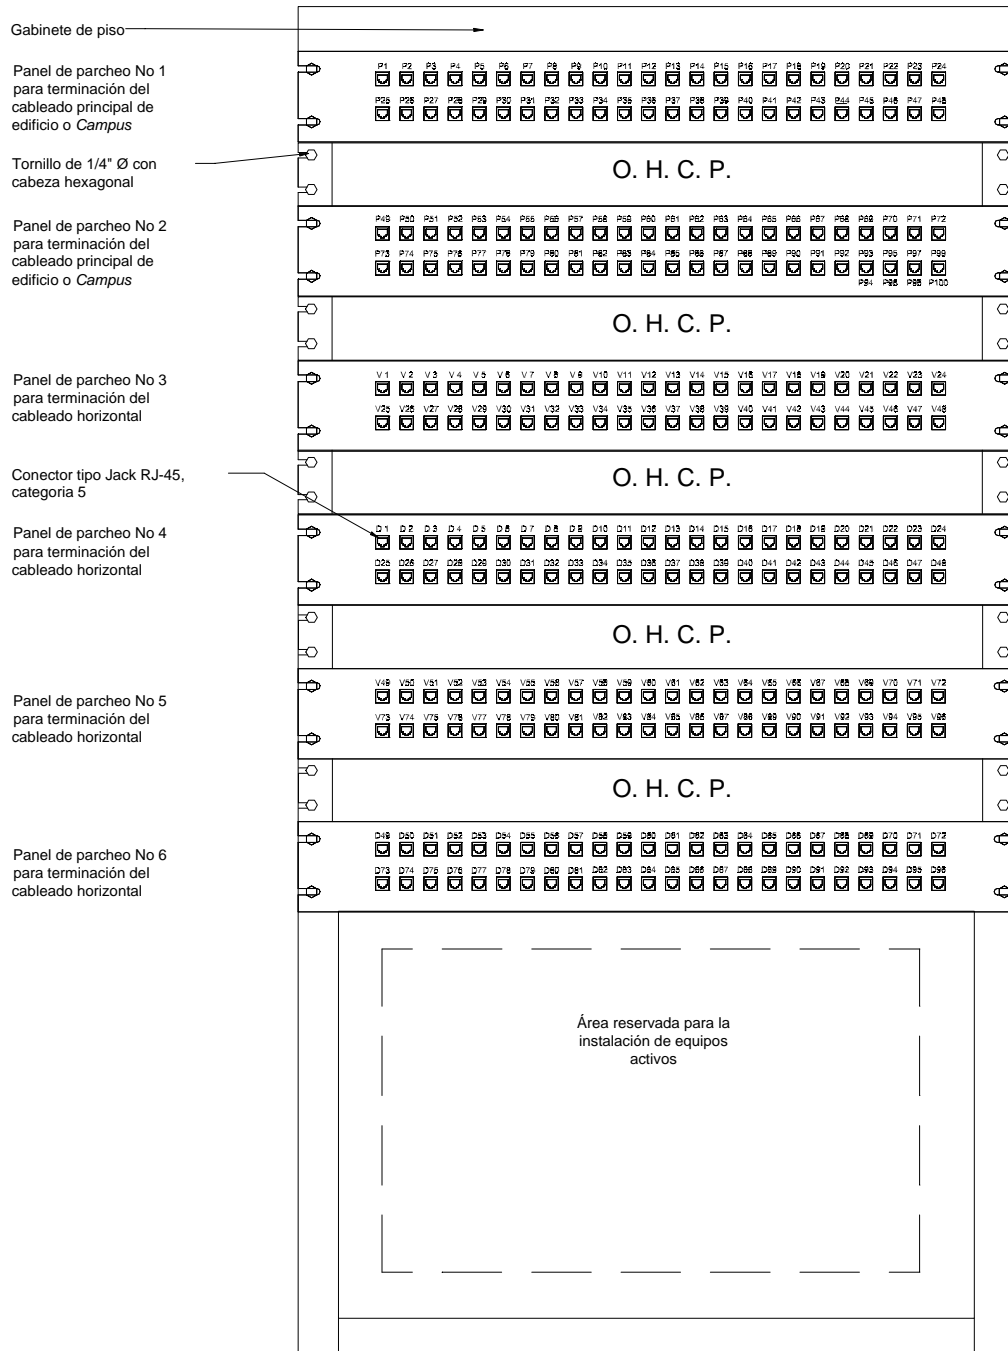 Gabinete de piso
Panel de parcheo No 1
para terminación del
cableado principal de
edificio o Campus
P1 P2 P3 P4 P5 P6 P7 P8 P9 P10 P11 P12 P13 P14 P15 P16 P17 P18 P19 P20 P21 P22 P23 P24
P25 P26 P27 P28 P29 P30 P31 P32 P33 P34 P35 P36 P37 P38 P39 P40 P41 P42 P43 P44 P45 P46 P47 P48
Tornillo de 1/4" Ø con
cabeza hexagonal
O. H. C. P.
Panel de parcheo No 2
para terminación del
cableado principal de
edificio o Campus
P49 P50 P51 P52 P53 P54 P55 P56 P57 P58 P59 P60 P61 P62 P63 P64 P65 P66 P67 P68 P69 P70 P71 P72
P73 P74 P75 P76 P77 P78 P79 P80 P81 P82 P83 P84 P85 P86 P87 P88 P89 P90 P91 P92 P93 P95 P97 P99
P94 P96 P98 P100
O. H. C. P.
Panel de parcheo No 3
para terminación del
cableado horizontal
V 1 V 2 V 3 V 4 V 5 V 6 V 7 V 8 V 9 V10 V11 V12 V13 V14 V15 V16 V17 V18 V19 V20 V21 V22 V23 V24
V25 V26 V27 V28 V29 V30 V31 V32 V33 V34 V35 V36 V37 V38 V39 V40 V41 V42 V43 V44 V45 V46 V47 V48
Conector tipo Jack RJ-45,
categoria 5
O. H. C. P.
Panel de parcheo No 4
para terminación del
cableado horizontal
D 1 D 2 D 3 D 4 D 5 D 6 D 7 D 8 D 9 D10 D11 D12 D13 D14 D15 D16 D17 D18 D19 D20 D21 D22 D23 D24
D25 D26 D27 D28 D29 D30 D31 D32 D33 D34 D35 D36 D37 D38 D39 D40 D41 D42 D43 D44 D45 D46 D47 D48
O. H. C. P.
Panel de parcheo No 5
para terminación del
cableado horizontal
V49 V50 V51 V52 V53 V54 V55 V56 V57 V58 V59 V60 V61 V62 V63 V64 V65 V66 V67 V68 V69 V70 V71 V72
V73 V74 V75 V76 V77 V78 V79 V80 V81 V82 V83 V84 V85 V86 V87 V88 V89 V90 V91 V92 V93 V94 V95 V96
O. H. C. P.
Panel de parcheo No 6
para terminación del
cableado horizontal
D49 D50 D51 D52 D53 D54 D55 D56 D57 D58 D59 D60 D61 D62 D63 D64 D65 D66 D67 D68 D69 D70 D71 D72
D73 D74 D75 D76 D77 D78 D79 D80 D81 D82 D83 D84 D85 D86 D87 D88 D89 D90 D91 D92 D93 D94 D95 D96
Área reservada para la
instalación de equipos
activos